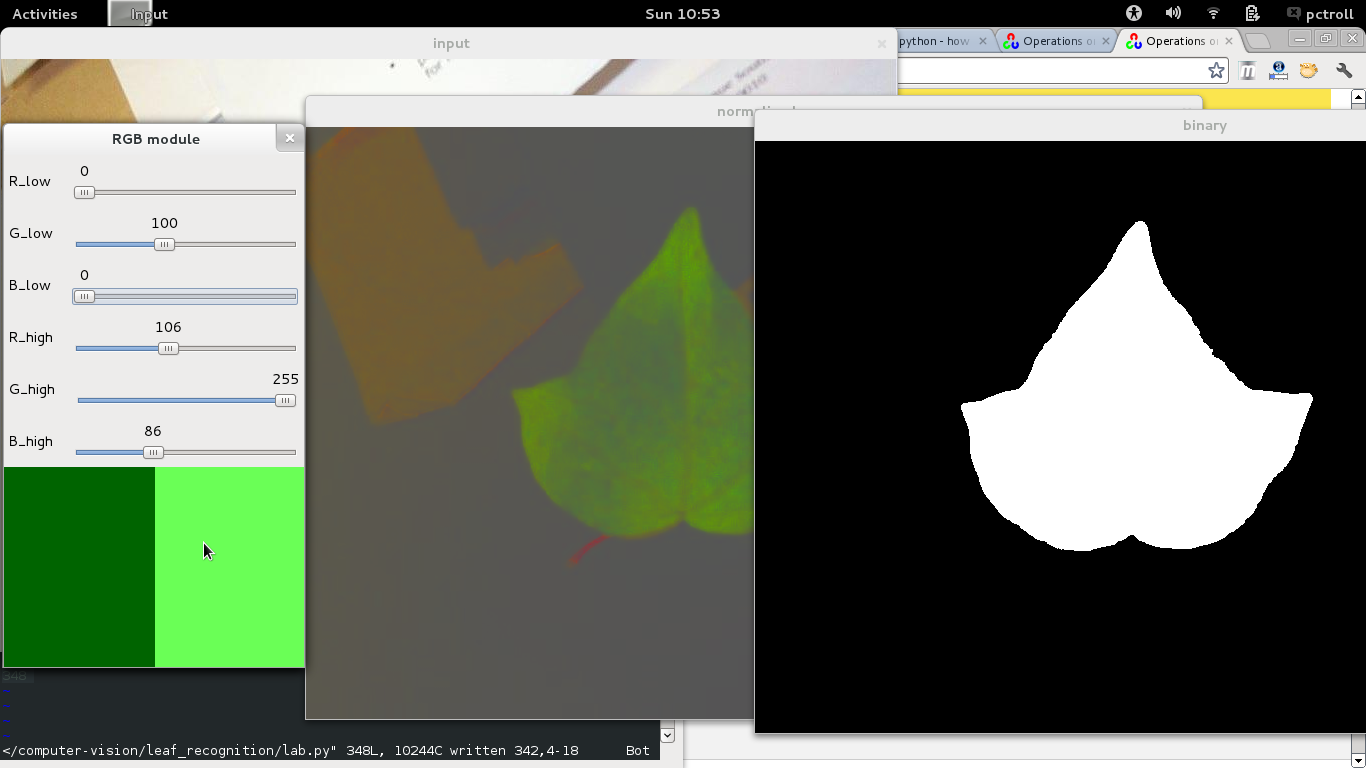 Activities
Input
Sun 10:53
pctroll
input
python - how
Operations o
Operations o
for
norm
binary
RGB module
R_low
0
G_low
100
B_low
0
R_high
106
G_high
255
B_high
86
348
~
~
~
~
</computer-vision/leaf_recognition/lab.py" 348L, 10244C written 342,4-18 Bot